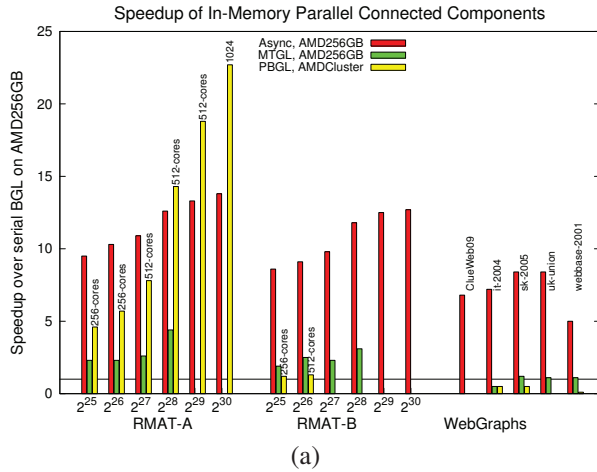 Speedup of In-Memory Parallel Connected Components
Speedup over serial BGL on AMD256GB
25
20
15
10
5
0
Async, AMD256GB
MTGL, AMD256GB
PBGL, AMDCluster
256-cores
256-cores
512-cores
512-cores
512-cores
1024
256-cores
512-cores
ClueWeb09
it-2004
sk-2005
uk-union
webbase-2001
2^25 2^26 2^27 2^28 2^29 2^30 2^25 2^26 2^27 2^28 2^29 2^30
RMAT-A RMAT-B WebGraphs
(a)